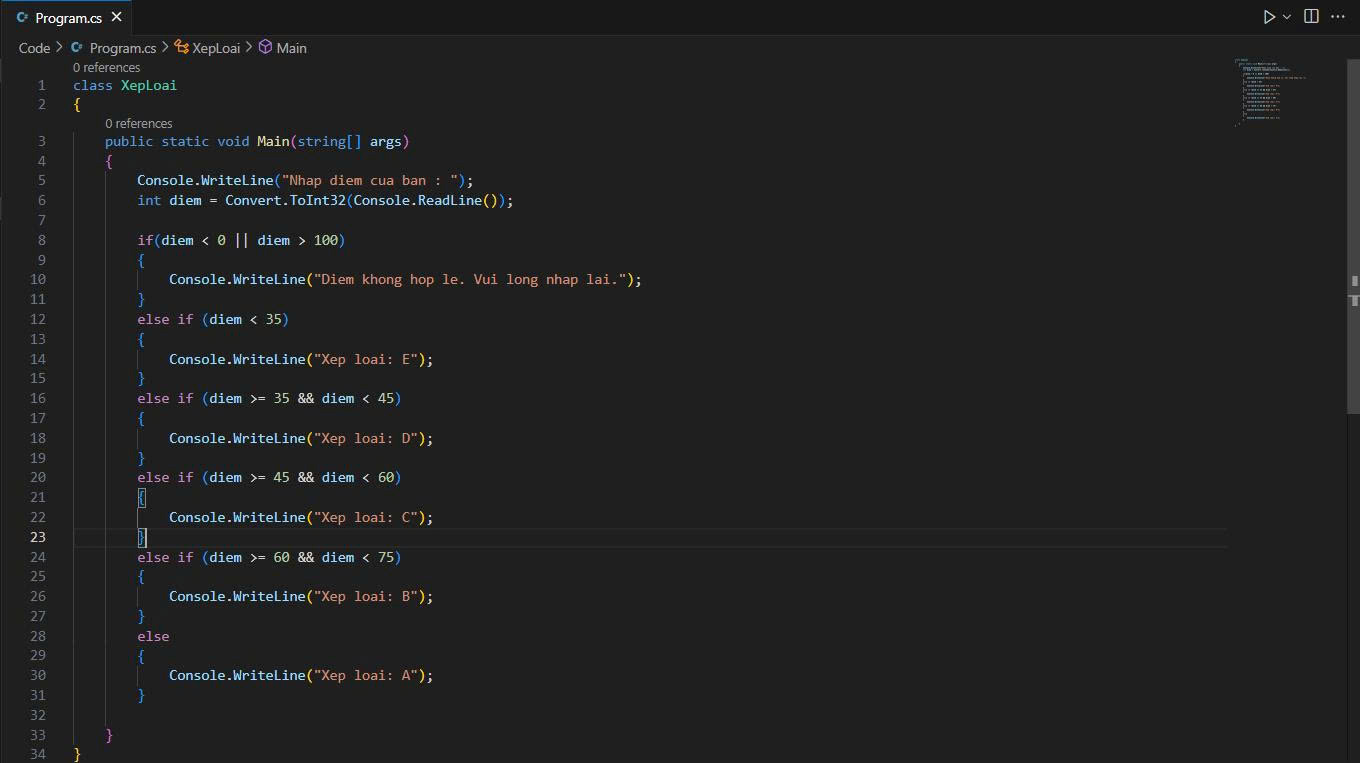 Program.cs
Code > Program.cs > XepLoai > Main
0 references
1 class XepLoai
2 {
0 references
3 public static void Main(string[] args)
4 {
5 Console.WriteLine("Nhap diem cua ban : ");
6 int diem = Convert.ToInt32(Console.ReadLine());
7
8 if(diem < 0 || diem > 100)
9 {
10 Console.WriteLine("Diem khong hop le. Vui long nhap lai.");
11 }
12 else if (diem < 35)
13 {
14 Console.WriteLine("Xep loai: E");
15 }
16 else if (diem >= 35 && diem < 45)
17 {
18 Console.WriteLine("Xep loai: D");
19 }
20 else if (diem >= 45 && diem < 60)
21 {
22 Console.WriteLine("Xep loai: C");
23 }
24 else if (diem >= 60 && diem < 75)
25 {
26 Console.WriteLine("Xep loai: B");
27 }
28 else
29 {
30 Console.WriteLine("Xep loai: A");
31 }
32
33 }
34 }